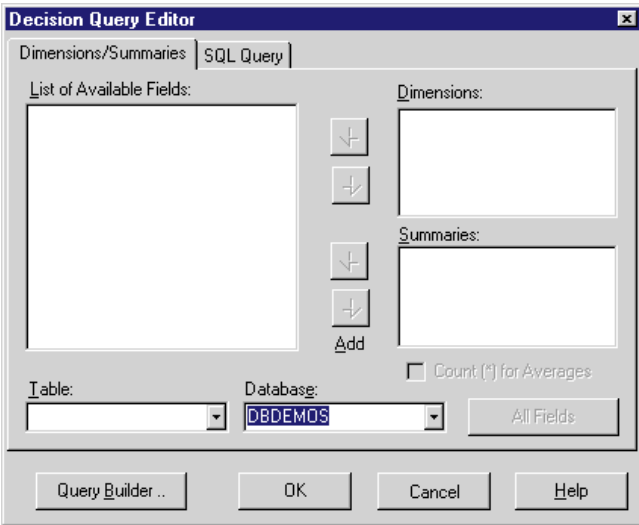 Decision Query Editor
Dimensions/Summaries SQL Query
List of Available Fields: Dimensions:
Summaries:
Add
Count (*) for Averages
Table: Database:
DBDEMOS All Fields
Query Builder .. OK Cancel Help